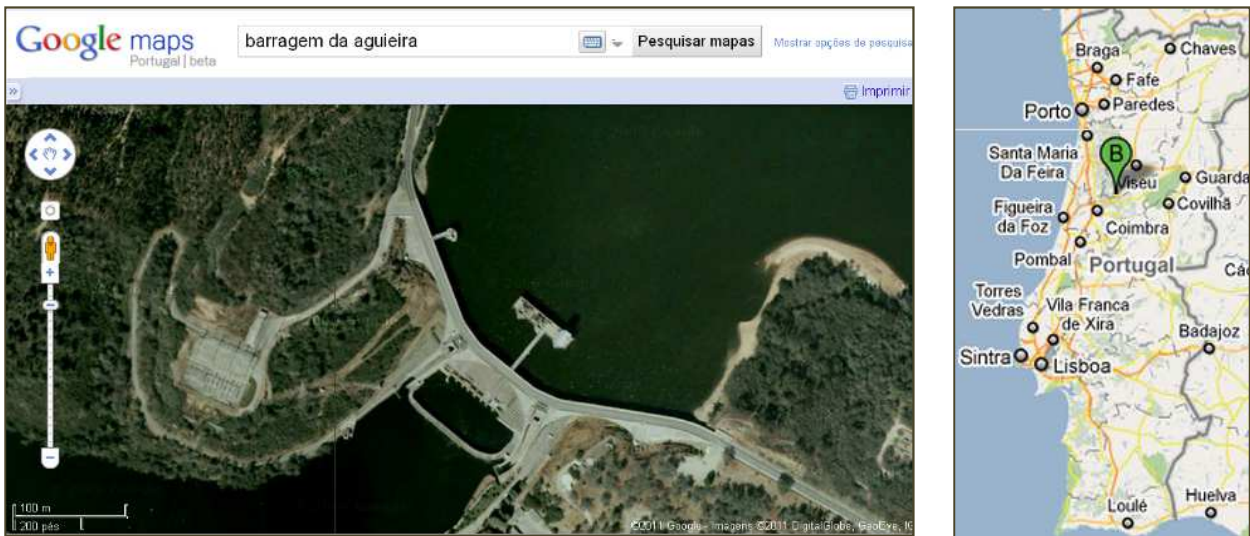 Google maps
Portugal | beta
barragem da aguieira
Pesquisar mapas
Mostrar opções de pesquisa
»
Imprimir
100 m
200 pés
©2011 Google - Imagens ©2011 DigitalGlobe, GeoEye, IG
Braga
Chaves
Fafe
Porto
Paredes
Santa Maria
Da Feira
B
Viseu
Guarda
Covilhã
Figueira
da Foz
Coimbra
Pombal
Portugal
Các
Torres
Vedras
Vila Franca
de Xira
Badajoz
Sintra
Lisboa
Loulé
Huelva